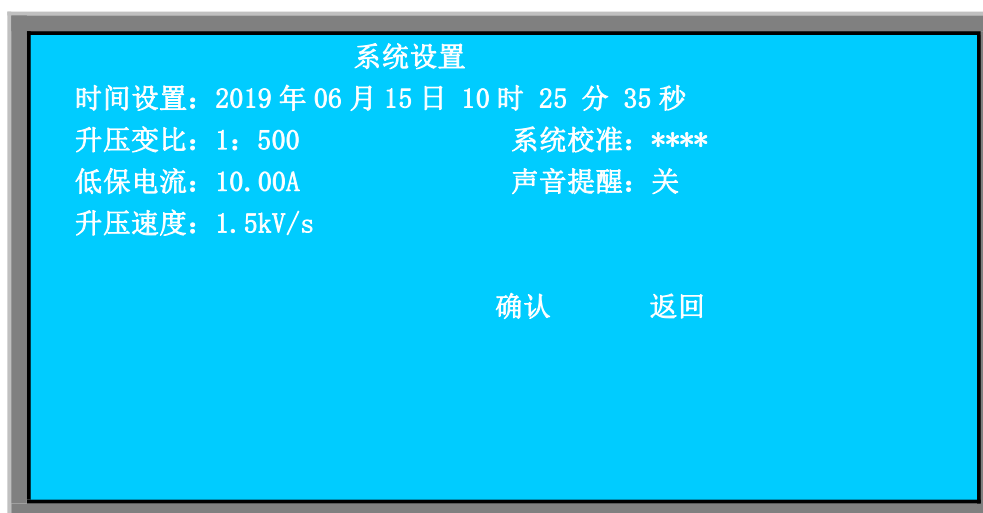 系统设置
时间设置：2019年06月15日 10时 25 分 35秒
升压变比：1：500 系统校准：****
低保电流：10.00A 声音提醒：关
升压速度：1.5kV/s
确认 返回